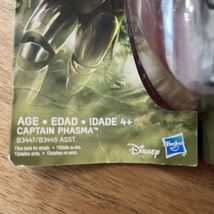 AGE • EDAD • IDADE 4+
CAPTAIN PHASMA™
B3447/B3445 ASST.
Disney
Hasbro